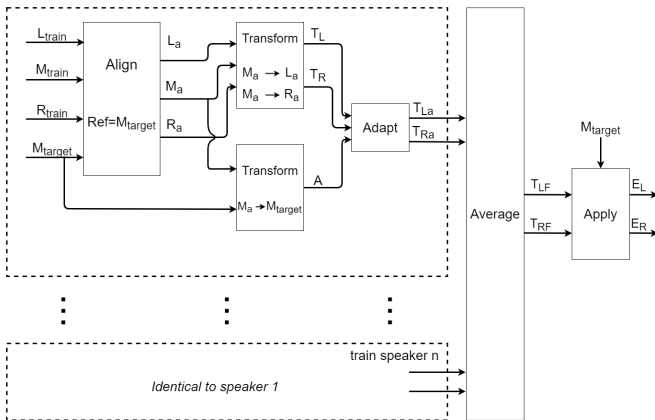 L_train
M_train
R_train
M_target
Align
Ref=M_target
L_a
M_a
R_a
Transform
M_a → L_a
M_a → R_a
T_L
T_R
Transform
M_a → M_target
A
Adapt
T_La
T_Ra
Average
T_LF
T_RF
M_target
Apply
E_L
E_R
train speaker n
Identical to speaker 1